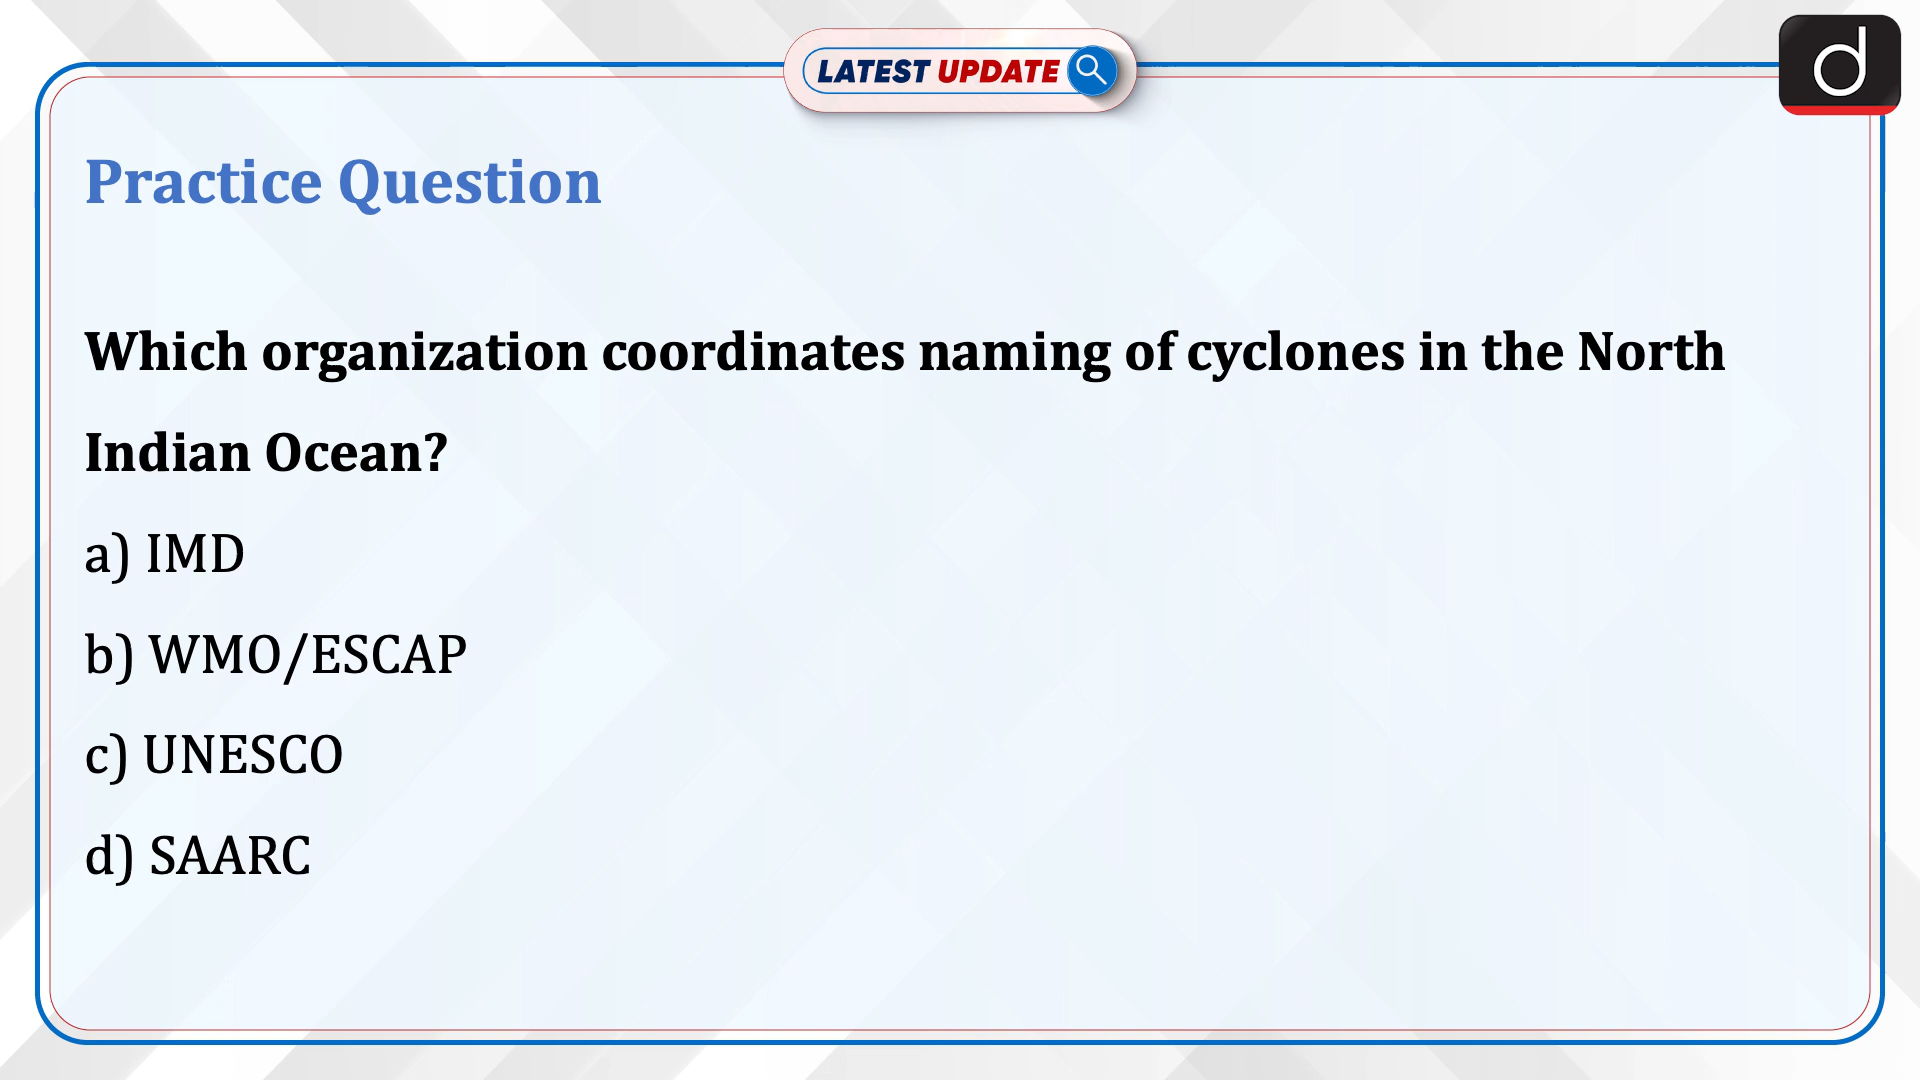 LATEST UPDATE
d
Practice Question
Which organization coordinates naming of cyclones in the North
Indian Ocean?
a) IMD
b) WMO/ESCAP
c) UNESCO
d) SAARC